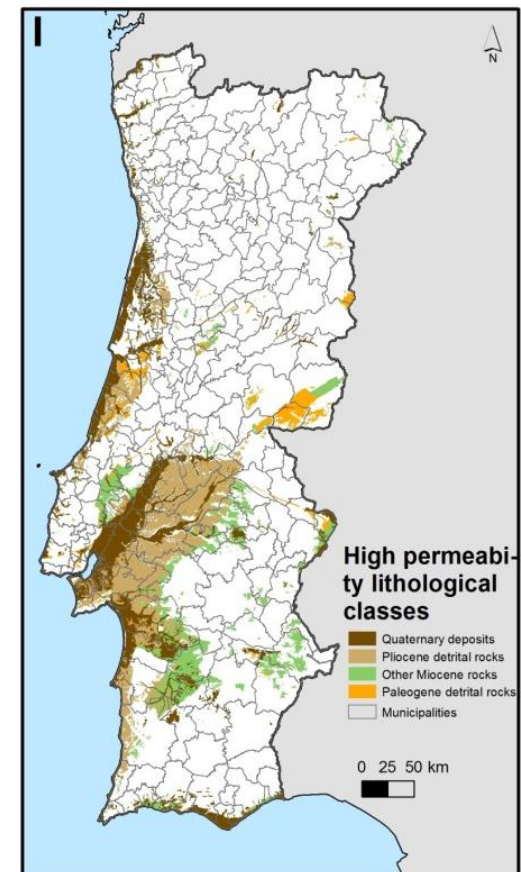 I
N
High permeabi-
ty lithological
classes
Quaternary deposits
Pliocene detrital rocks
Other Miocene rocks
Paleogene detrital rocks
Municipalities
0 25 50 km